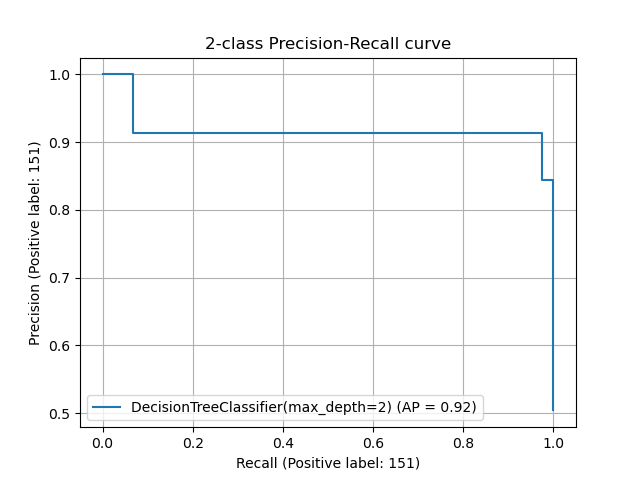 2-class Precision-Recall curve
Precision (Positive label: 151)
1.0
0.9
0.8
0.7
0.6
0.5
DecisionTreeClassifier(max_depth=2) (AP = 0.92)
0.0 0.2 0.4 0.6 0.8 1.0
Recall (Positive label: 151)